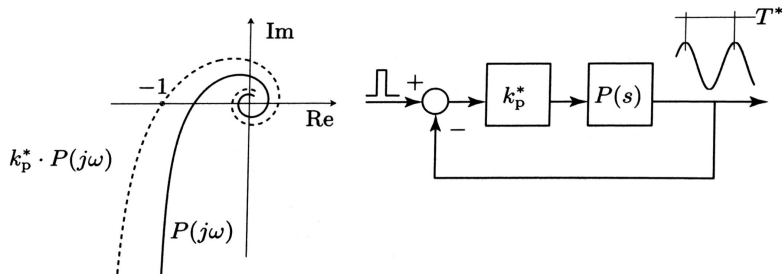 Im
−1
Re
k*p · P(jω)
P(jω)
+
−
k*p
P(s)
T*